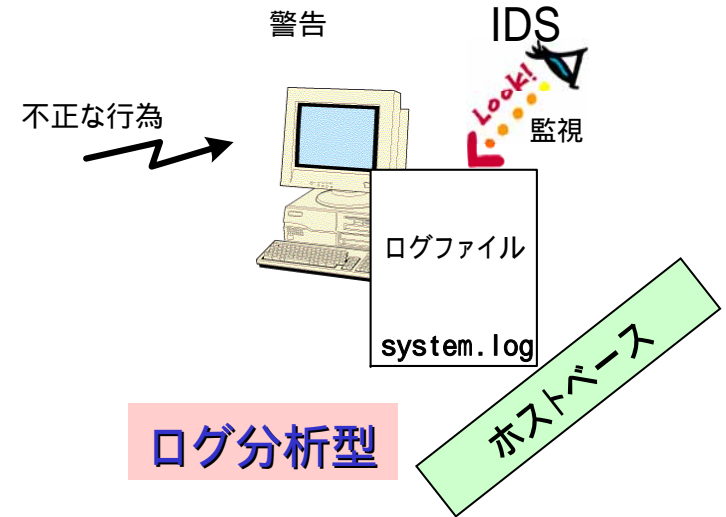 警告
IDS
Look!
不正な行為
監視
ログファイル
system.log
ホストベース
ログ分析型